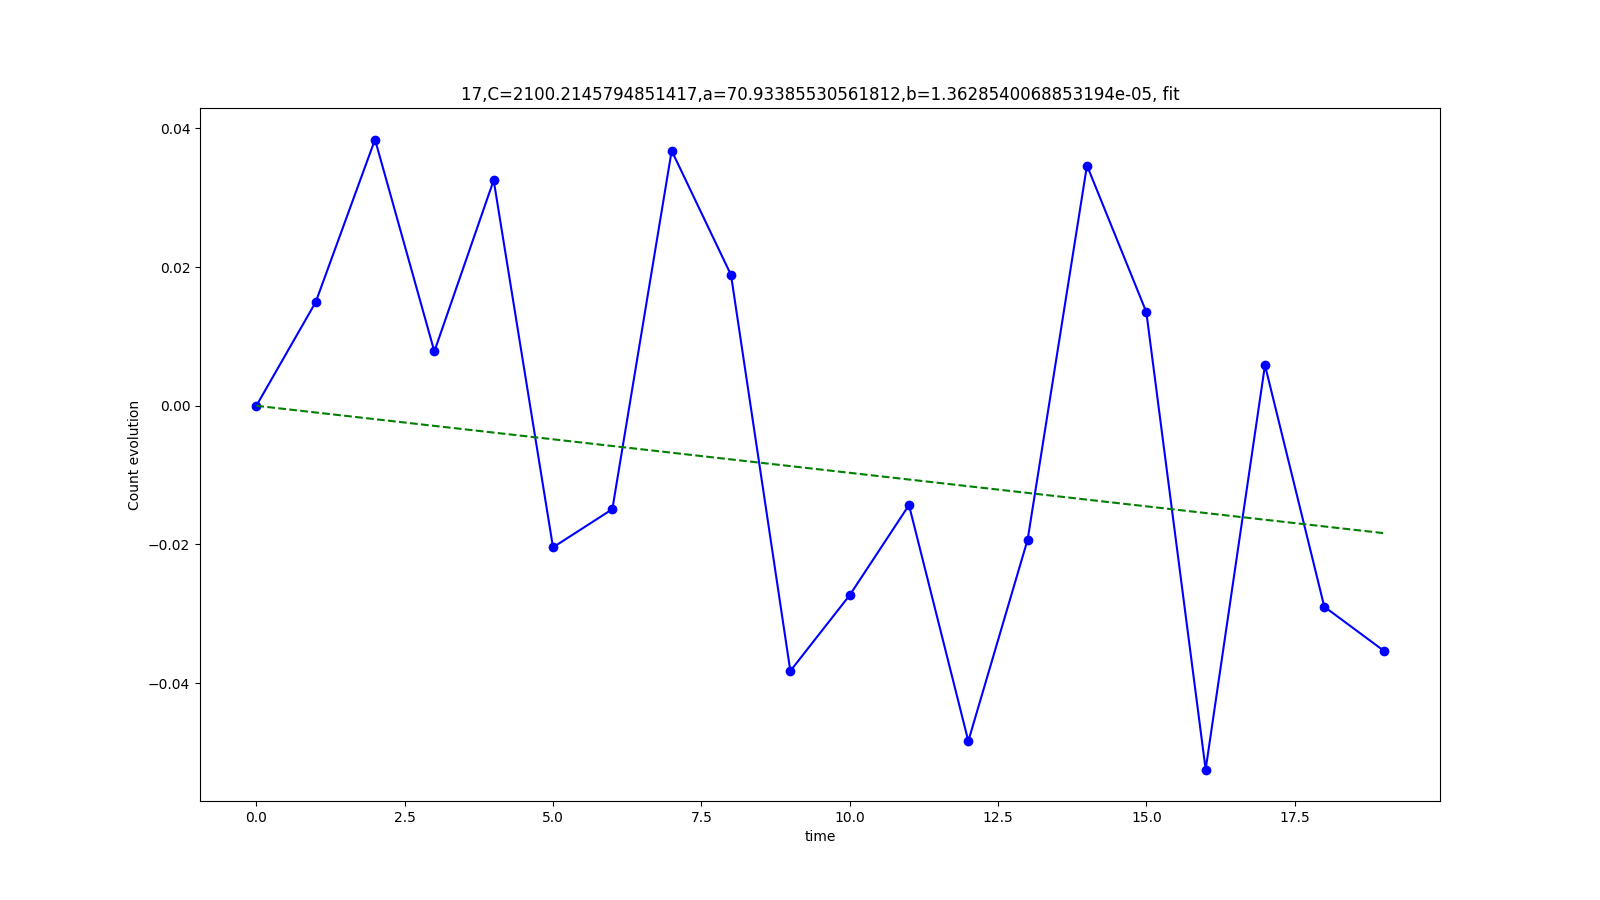 17,C=2100.2145794851417,a=70.93385530561812,b=1.3628540068853194e-05, fit
0.04
0.02
0.00
−0.02
−0.04
Count evolution
0.0 2.5 5.0 7.5 10.0 12.5 15.0 17.5
time